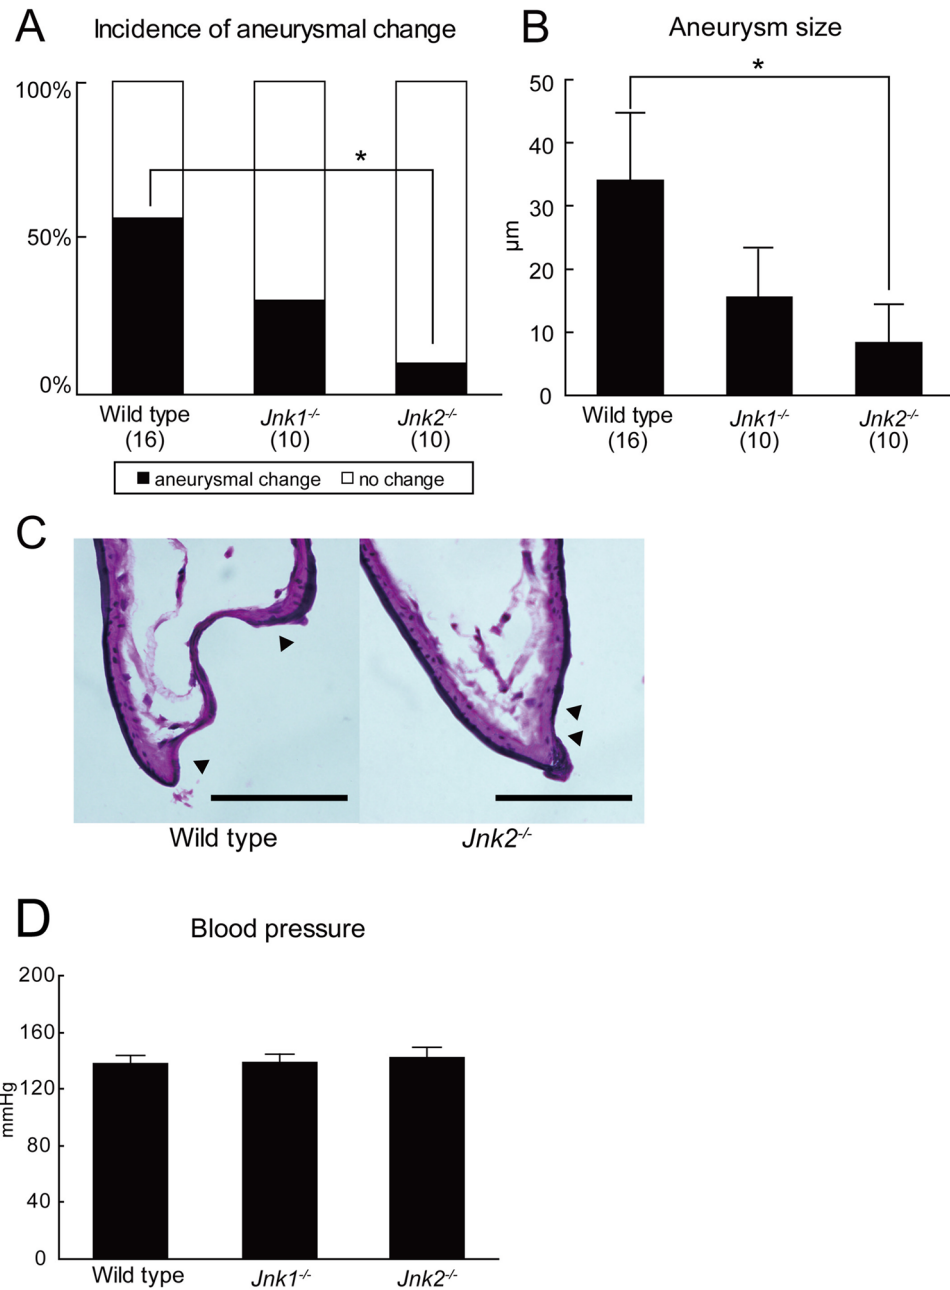 A Incidence of aneurysmal change
100%
50%
0%
*
Wild type Jnk1-/- Jnk2-/-
(16) (10) (10)
■ aneurysmal change □ no change
B Aneurysm size
*
50
40
30
20
10
0
µm
Wild type Jnk1-/- Jnk2-/-
(16) (10) (10)
C
Wild type Jnk2-/-
D Blood pressure
200
160
120
80
40
0
mmHg
Wild type Jnk1-/- Jnk2-/-